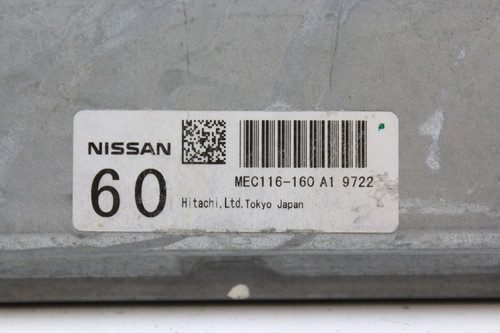 NISSAN
60
MEC116-160 A1 9722
Hitachi,Ltd.Tokyo Japan